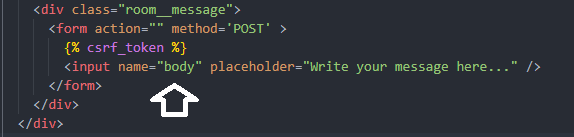 <div class="room__message">
<form action="" method='POST' >
{% csrf_token %}
<input name="body" placeholder="Write your message here..." />
</form>
</div>
</div>